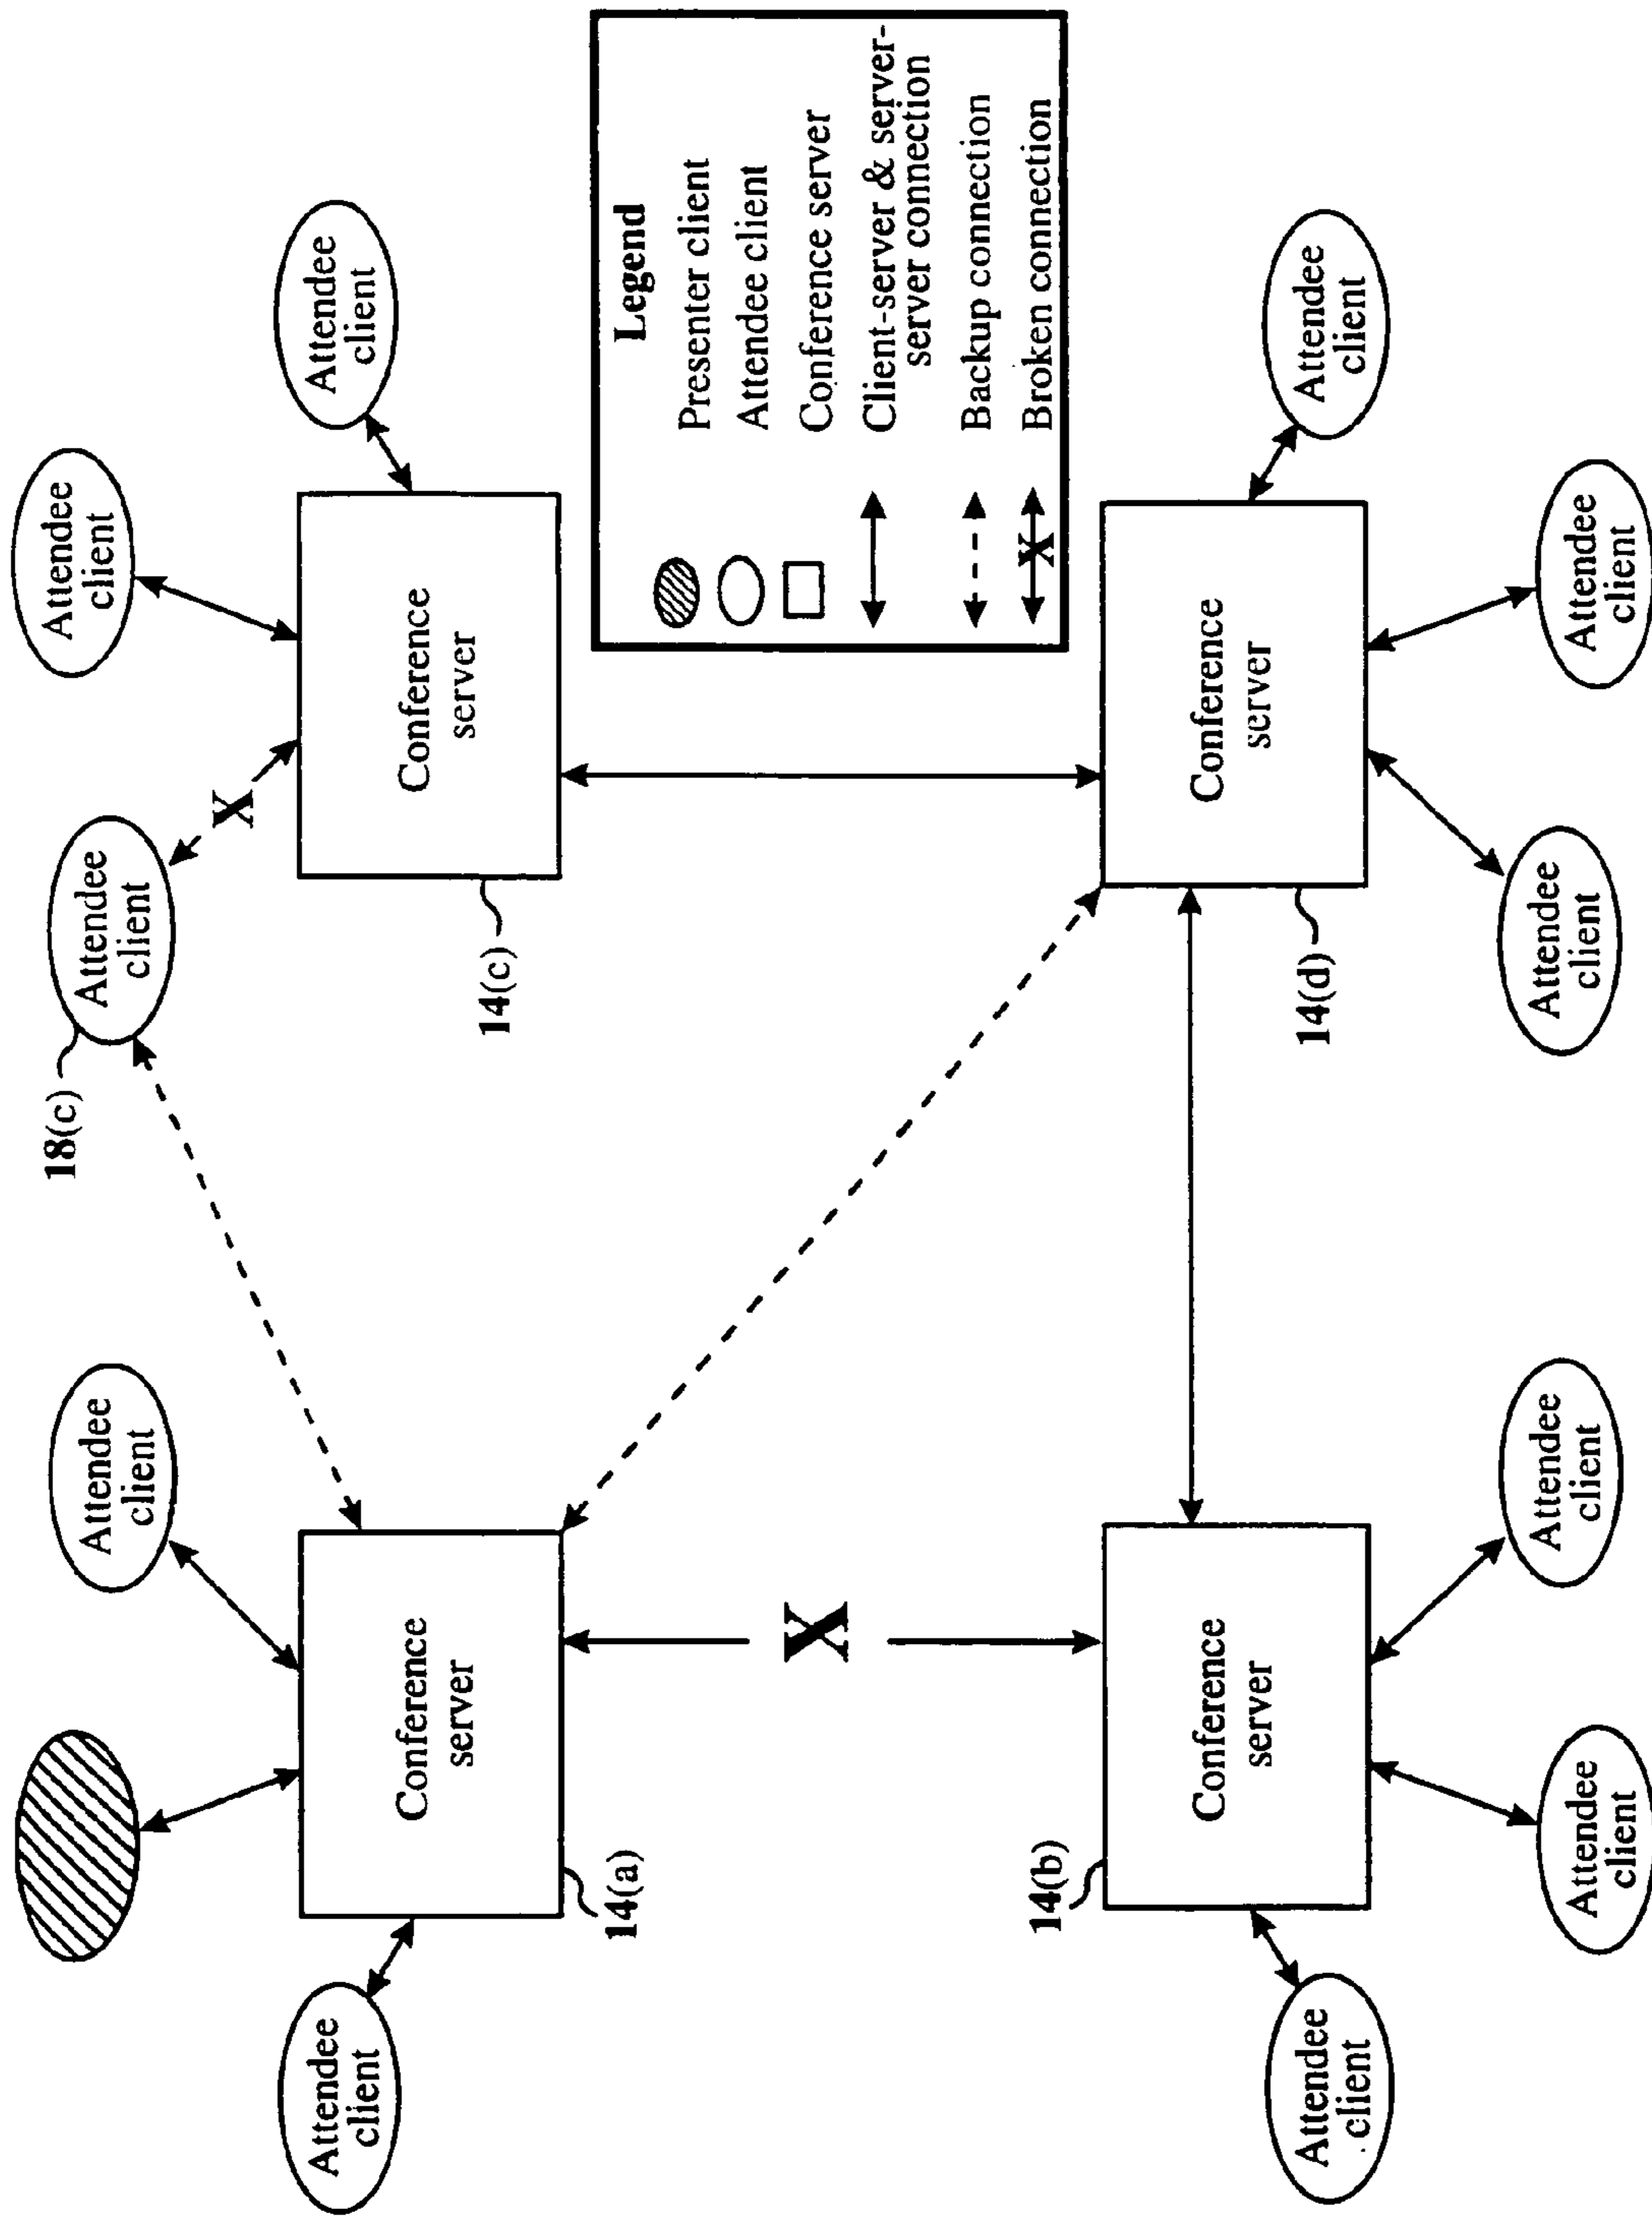 Attendee
client
Attendee
client
Conference
server
14(a)
18(c)
Attendee
client
X
Attendee
client
Attendee
client
Conference
server
14(c)
X
Legend
Presenter client
Attendee client
Conference server
Client-server & server-
server connection
Backup connection
X
Broken connection
14(b)
Conference
server
Attendee
client
Attendee
client
Attendee
client
Conference
server
14(d)
Attendee
client
Attendee
client
Attendee
client